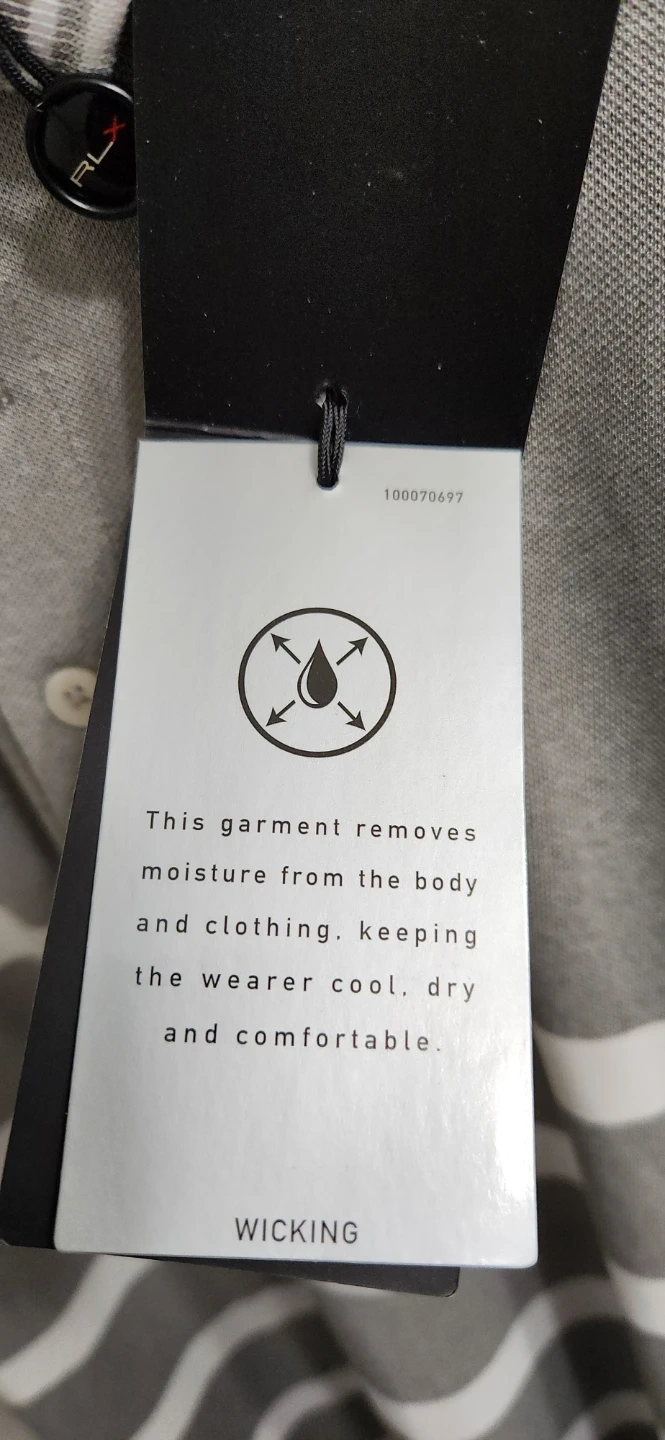 RLX
100070697
This garment removes
moisture from the body
and clothing, keeping
the wearer cool, dry
and comfortable.
WICKING